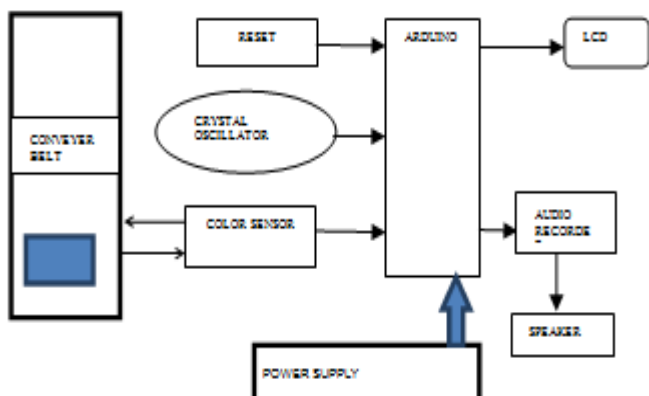 RESET
ARDUINO
LCD
CRYSTAL
OSCILLATOR
CONVEYER
BELT
COLOR SENSOR
AUDIO
RECORDE
SPEAKER
POWER SUPPLY